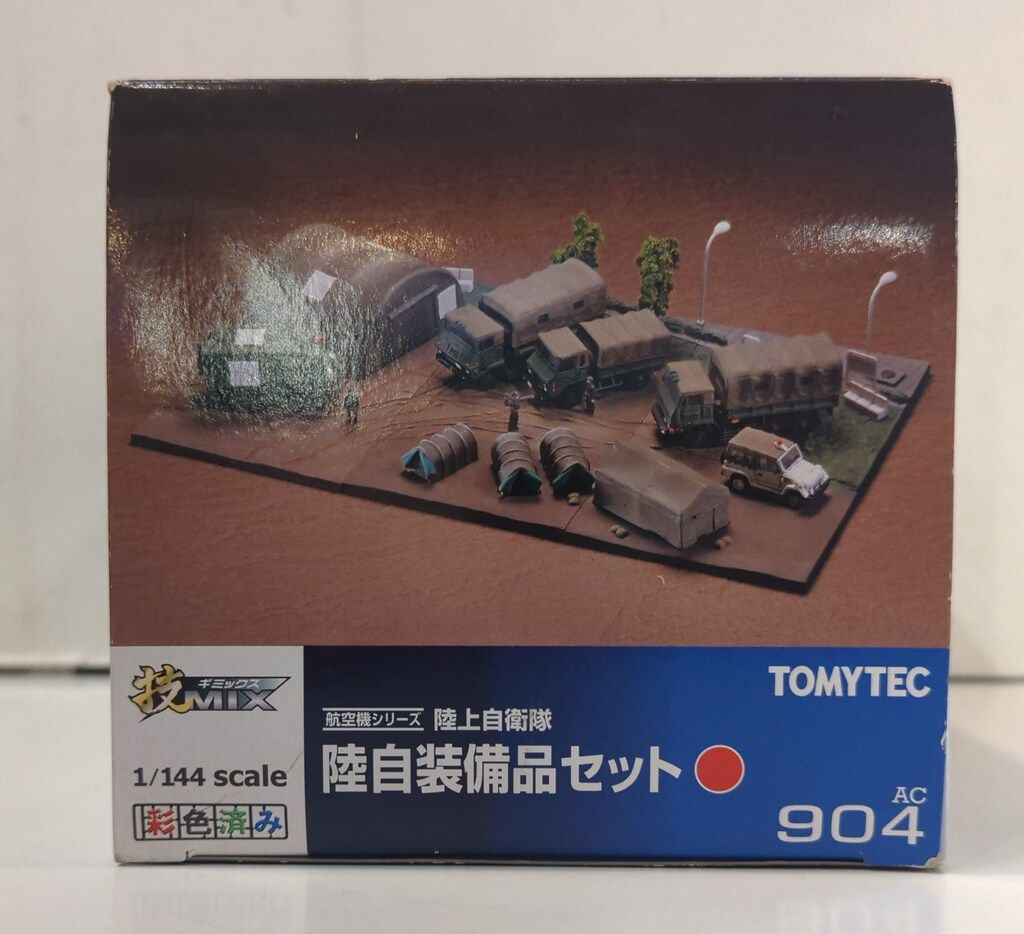 技MIX
ギミックス
1/144 scale
彩色済み
TOMYTEC
航空機シリーズ 陸上自衛隊
陸自装備品セット
AC
904